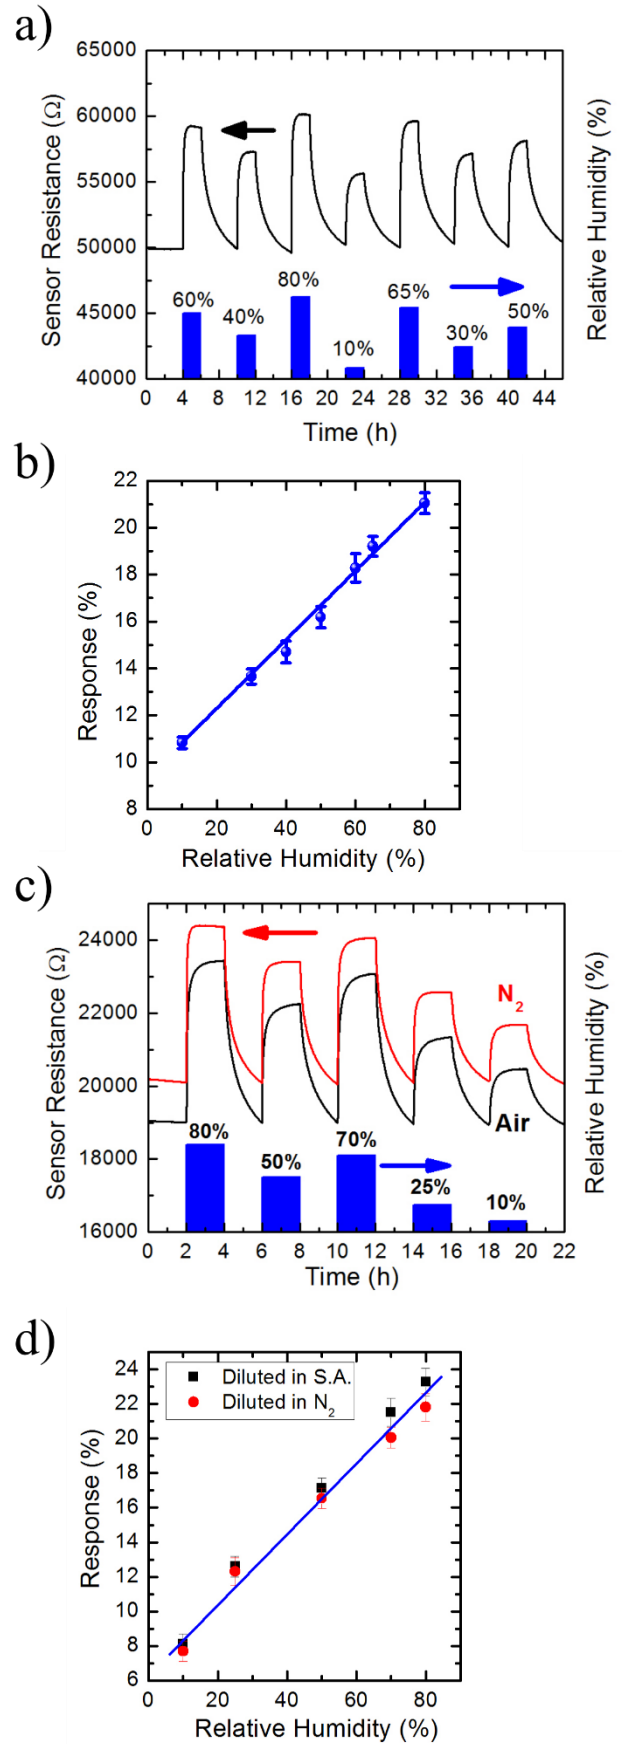 a)
65000
60000
55000
50000
45000
40000
Sensor Resistance (Ω)
Relative Humidity (%)
60%
40%
80%
10%
65%
30%
50%
0 4 8 12 16 20 24 28 32 36 40 44
Time (h)
b)
22
20
18
16
14
12
10
8
Response (%)
0 20 40 60 80
Relative Humidity (%)
c)
24000
22000
20000
18000
16000
Sensor Resistance (Ω)
Relative Humidity (%)
N2
Air
80%
50%
70%
25%
10%
0 2 4 6 8 10 12 14 16 18 20 22
Time (h)
d)
24
22
20
18
16
14
12
10
8
6
Response (%)
Diluted in S.A.
Diluted in N2
0 20 40 60 80
Relative Humidity (%)